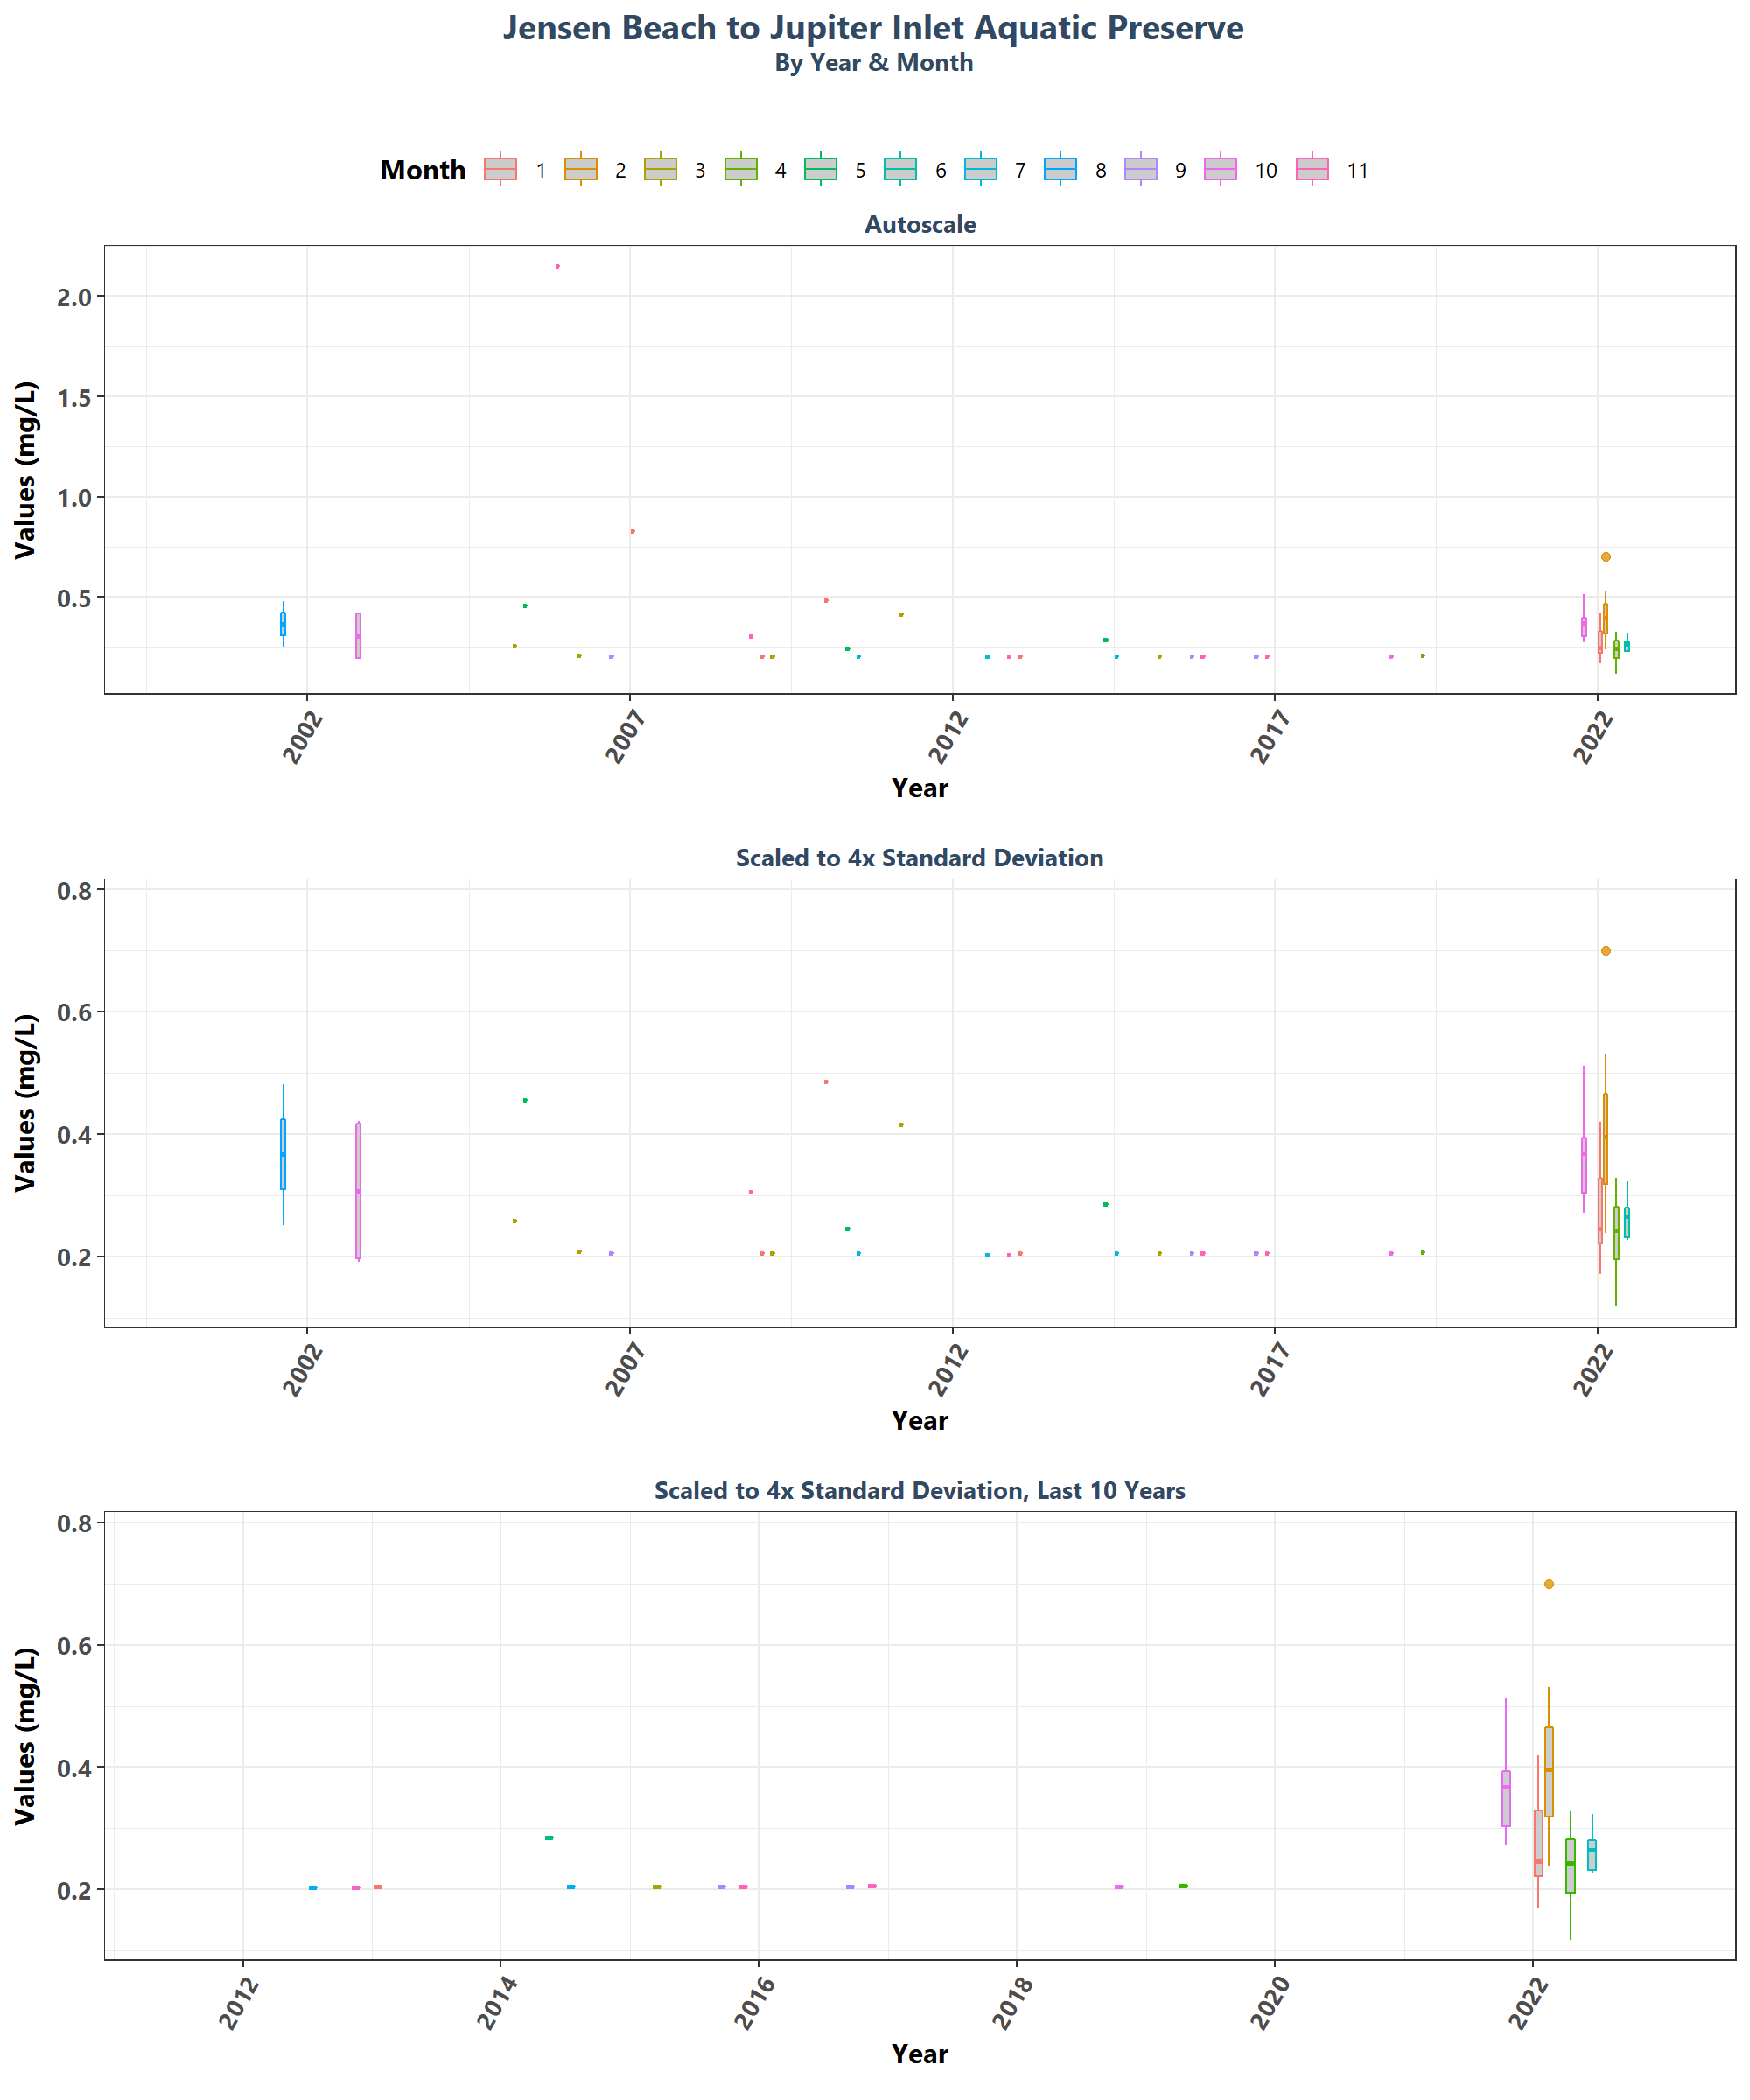 Jensen Beach to Jupiter Inlet Aquatic Preserve
By Year & Month
Month 1 2 3 4 5 6 7 8 9 10 11
Autoscale
Values (mg/L)
2.0
1.5
1.0
0.5
2002 2007 2012 2017 2022
Year
Scaled to 4x Standard Deviation
Values (mg/L)
0.8
0.6
0.4
0.2
2002 2007 2012 2017 2022
Year
Scaled to 4x Standard Deviation, Last 10 Years
Values (mg/L)
0.8
0.6
0.4
0.2
2012 2014 2016 2018 2020 2022
Year